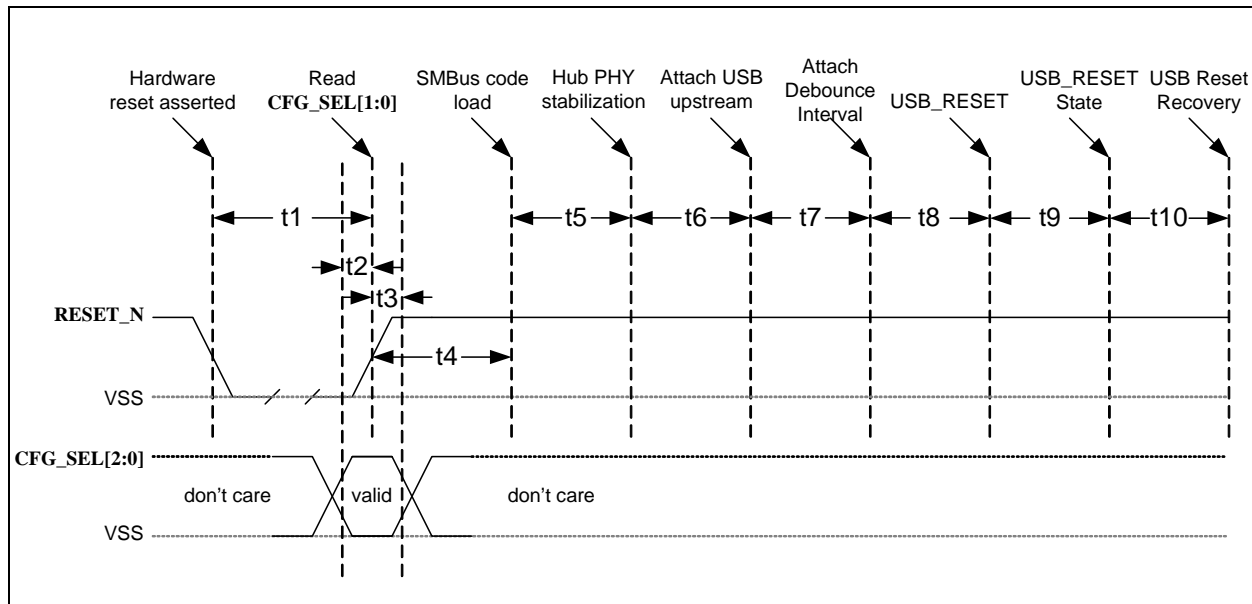 Hardware
reset asserted
Read
CFG_SEL[1:0]
SMBus code
load
Hub PHY
stabilization
Attach USB
upstream
Attach
Debounce
Interval
USB_RESET
USB_RESET
State
USB Reset
Recovery
t1
t5
t6
t7
t8
t9
t10
t2
t3
RESET_N
t4
VSS
CFG_SEL[2:0]
don't care
valid
don't care
VSS